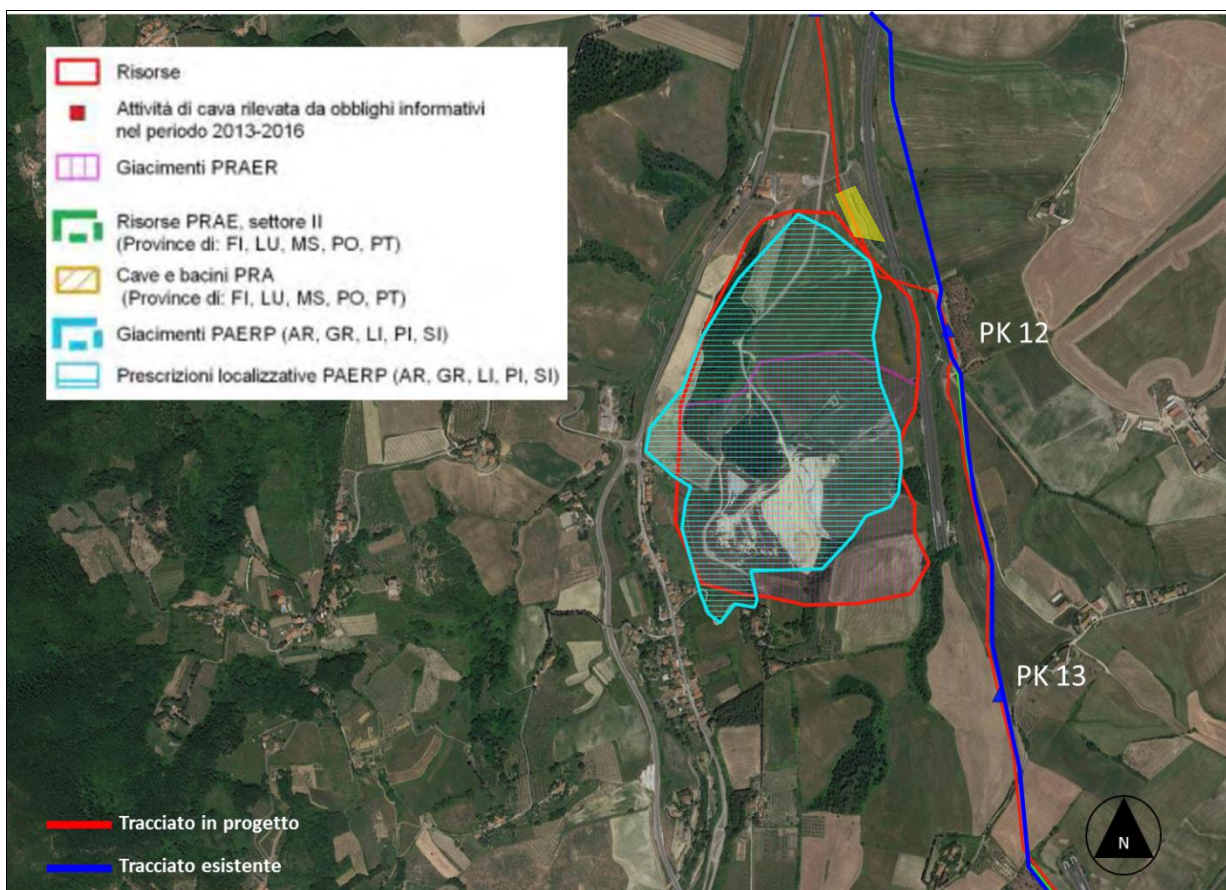 Risorse
Attività di cava rilevata da obblighi informativi
nel periodo 2013-2016
Giacimenti PRAER
Risorse PRAE, settore II
(Province di: FI, LU, MS, PO, PT)
Cave e bacini PRA
(Province di: FI, LU, MS, PO, PT)
Giacimenti PAERP (AR, GR, LI, PI, SI)
Prescrizioni localizzative PAERP (AR, GR, LI, PI, SI)
PK 12
PK 13
Tracciato in progetto
Tracciato esistente
N